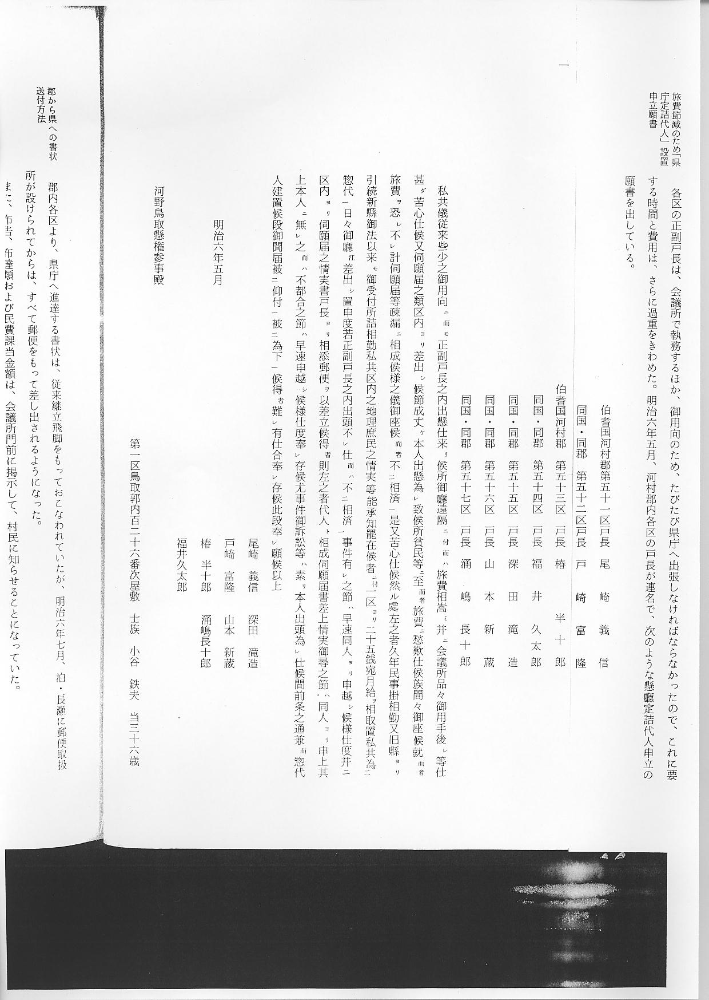 旅費節減のため「県
庁定詰代人」設置
申立願書
各区の正副戸長は、会議所で執務するほか、御用向のため、たびたび県庁へ出張しなければならなかったので、これに要
する時間と費用は、さらに過重をきわめた。明治六年五月、河村郡内各区の戸長が連名で、次のような懸廳定詰代人申立の
願書を出している。
伯耆国河村郡第五十一区戸長 尾崎義信
同国・同郡 第五十二区戸長 戸崎富隆
一
伯耆国河村郡 第五十三区 戸長 椿半十郎
同国・同郡 第五十四区 戸長 福井久太郎
同国・同郡 第五十五区 戸長 深田滝造
同国・同郡 第五十六区 戸長 山本新蔵
同国・同郡 第五十七区 戸長 涌嶋長十郎
私共儀従来些少之御用向ニ而モ正副戸長之内出懸仕来リ候所御廳遠隔ニ付而ハ旅費相嵩ミ并ニ会議所品々御用手後レ等仕
甚ダ苦心仕候又伺願届之類区内ヨリ差出シ候節成丈ケ本人出懸為レ致候所貧民等ニ至而者旅費ニ愁歎仕候族間々御座候就而者
旅費ヲ恐レ不レ計伺願届等疎漏ニ相成候様之儀御座候而者不ニ相済一是又苦心仕候然ル處左之者久年民事掛相勤又旧縣ヨリ
引続新縣御法以来モ御受付所詰相勤私共区内之地理庶民之情実等能承知罷在候者ニ付一区ヨリ二十五銭宛月給ヲ相取置私共為ニ
惣代一日々御廳江差出シ置申度若正副戸長之内出頭不レ仕而ハ不ニ相済一事件有レ之節ハ早速同人ヨリ申越シ候様仕度并ニ
区内ヨリ伺願届之情実書戸長ヨリ相添郵便ヲ以差立候得者則左之者代人ト相成伺願届書差上情実御尋之節ハ同人ヨリ申上其
上本人ニ無レ之而ハ不都合之節ハ早速申越シ候様仕度奉レ存候尤事件御訴訟等ハ素リ本人出頭為レ仕候間前条之通兼而惣代
人建置候段御聞届被ニ仰付一被ニ為下一候得者難レ有仕合奉レ存候此段奉レ願候以上
尾崎義信 深田滝造
明治六年五月 戸崎富隆 山本新蔵
椿半十郎 涌嶋長十郎
福井久太郎
河野鳥取懸権参事殿
第一区鳥取郭内百二十六番次屋敷 士族 小谷鉄夫 当三十六歳
郡から県への書状
送付方法
郡内各区より、県庁へ進達する書状は、従来継立飛脚をもっておこなわれていたが、明治六年七月、泊・長瀬に郵便取扱
所が設けられてからは、すべて郵便をもって差し出されるようになった。
また、布告、布達類および民費課当金額は、会議所門前に掲示して、村民に知らせることになっていた。